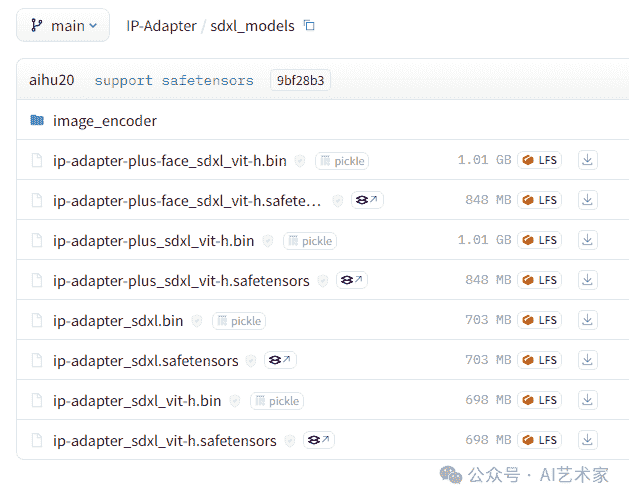 main IP-Adapter / sdxl_models
aihu20 support safetensors 9bf28b3
image_encoder
ip-adapter-plus-face_sdxl_vit-h.bin pickle 1.01 GB LFS
ip-adapter-plus-face_sdxl_vit-h.safete... 848 MB LFS
ip-adapter-plus_sdxl_vit-h.bin pickle 1.01 GB LFS
ip-adapter-plus_sdxl_vit-h.safetensors 848 MB LFS
ip-adapter_sdxl.bin pickle 703 MB LFS
ip-adapter_sdxl.safetensors 703 MB LFS
ip-adapter_sdxl_vit-h.bin pickle 698 MB LFS
ip-adapter_sdxl_vit-h.safetensors 698 MB LFS
公众号 · AI艺术家